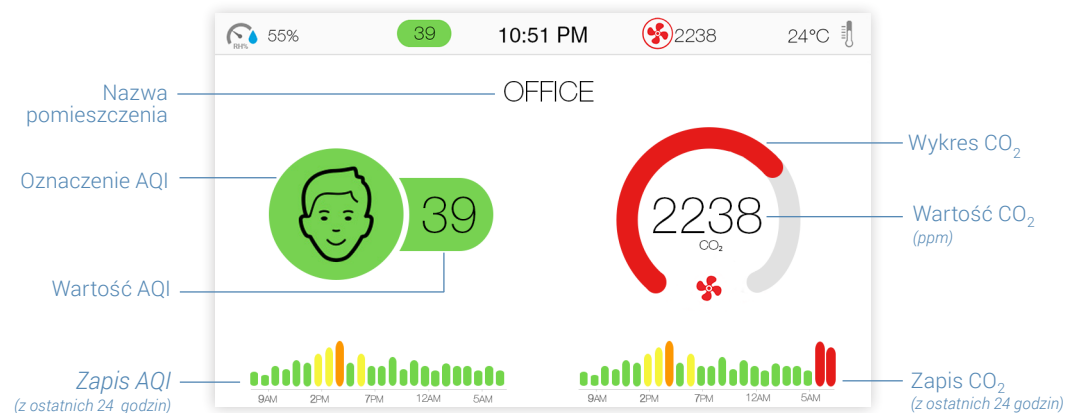 RH%
55%
39
10:51 PM
2238
24°C
Nazwa
pomieszczenia
OFFICE
Wykres CO₂
Oznaczenie AQI
39
2238
CO₂
Wartość CO₂
(ppm)
Wartość AQI
Zapis AQI
(z ostatnich 24 godzin)
9AM 2PM 7PM 12AM 5AM
9AM 2PM 7PM 12AM 5AM
Zapis CO₂
(z ostatnich 24 godzin)